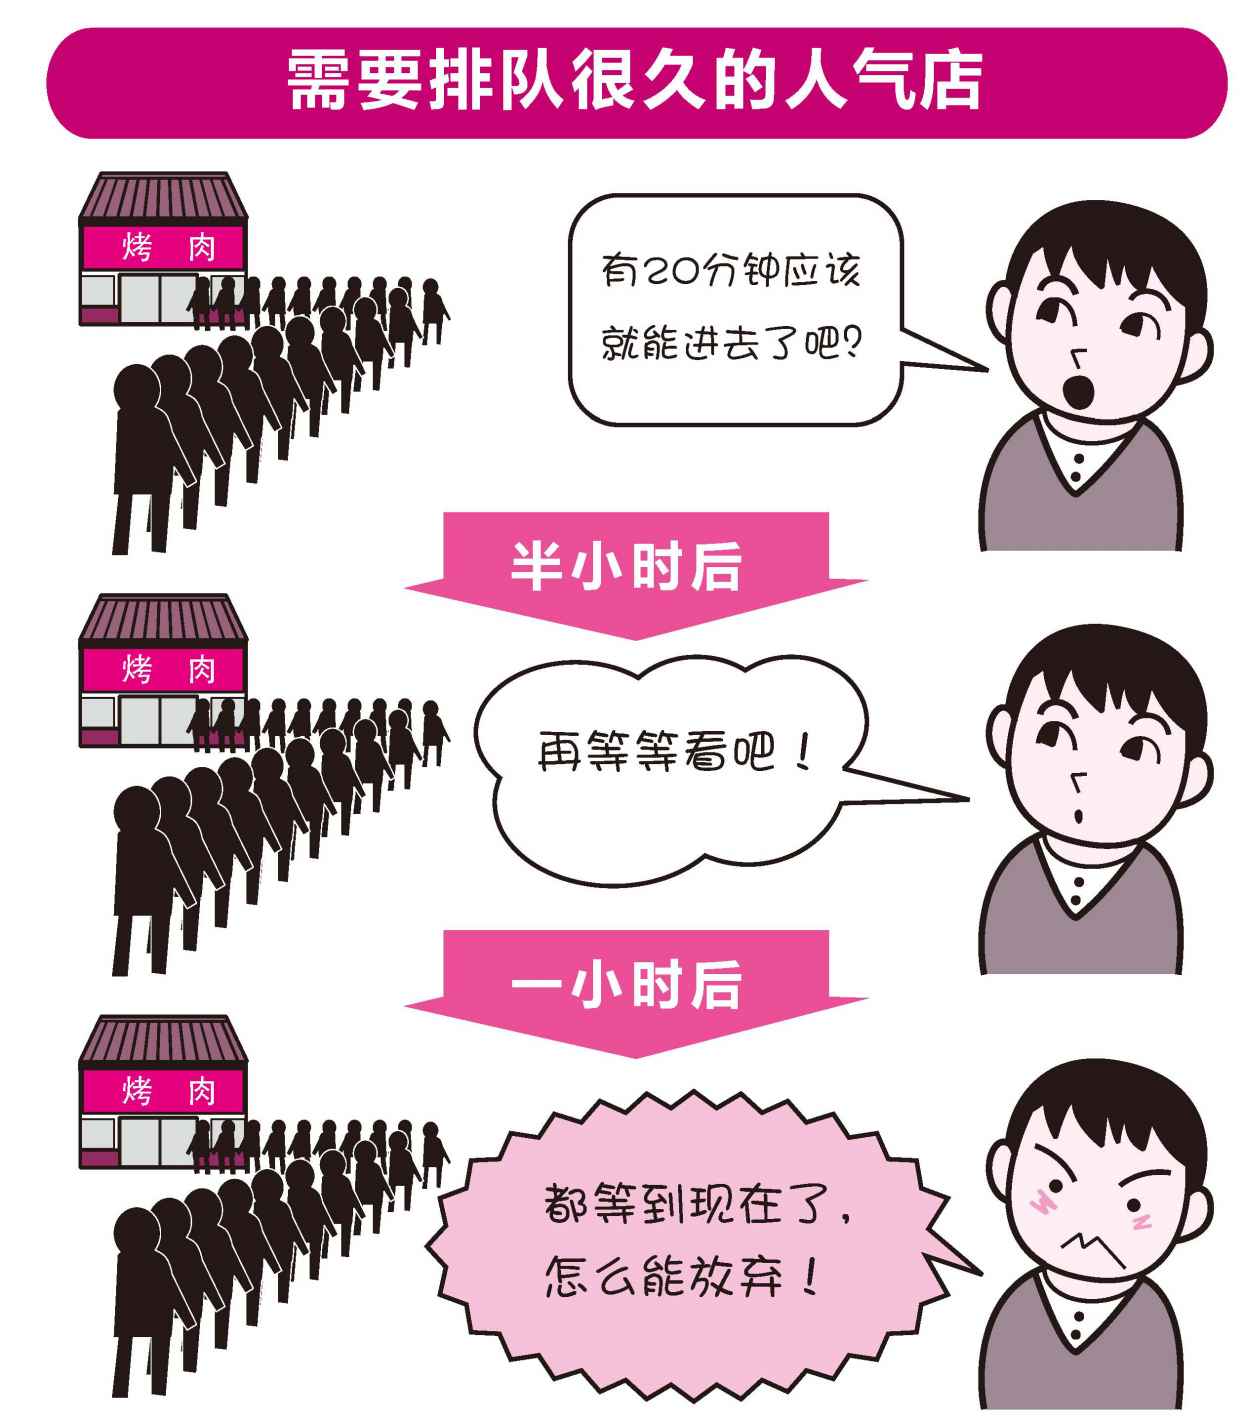 需要排队很久的人气店
烤 肉
有20分钟应该
就能进去了吧?
半小时后
烤 肉
再等等看吧！
一小时后
烤 肉
都等到现在了，
怎么能放弃！